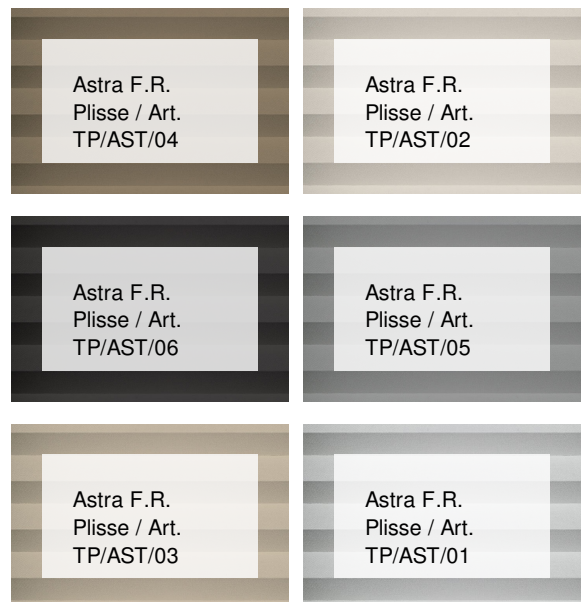 Astra F.R.
Plisse / Art.
TP/AST/04
Astra F.R.
Plisse / Art.
TP/AST/02
Astra F.R.
Plisse / Art.
TP/AST/06
Astra F.R.
Plisse / Art.
TP/AST/05
Astra F.R.
Plisse / Art.
TP/AST/03
Astra F.R.
Plisse / Art.
TP/AST/01